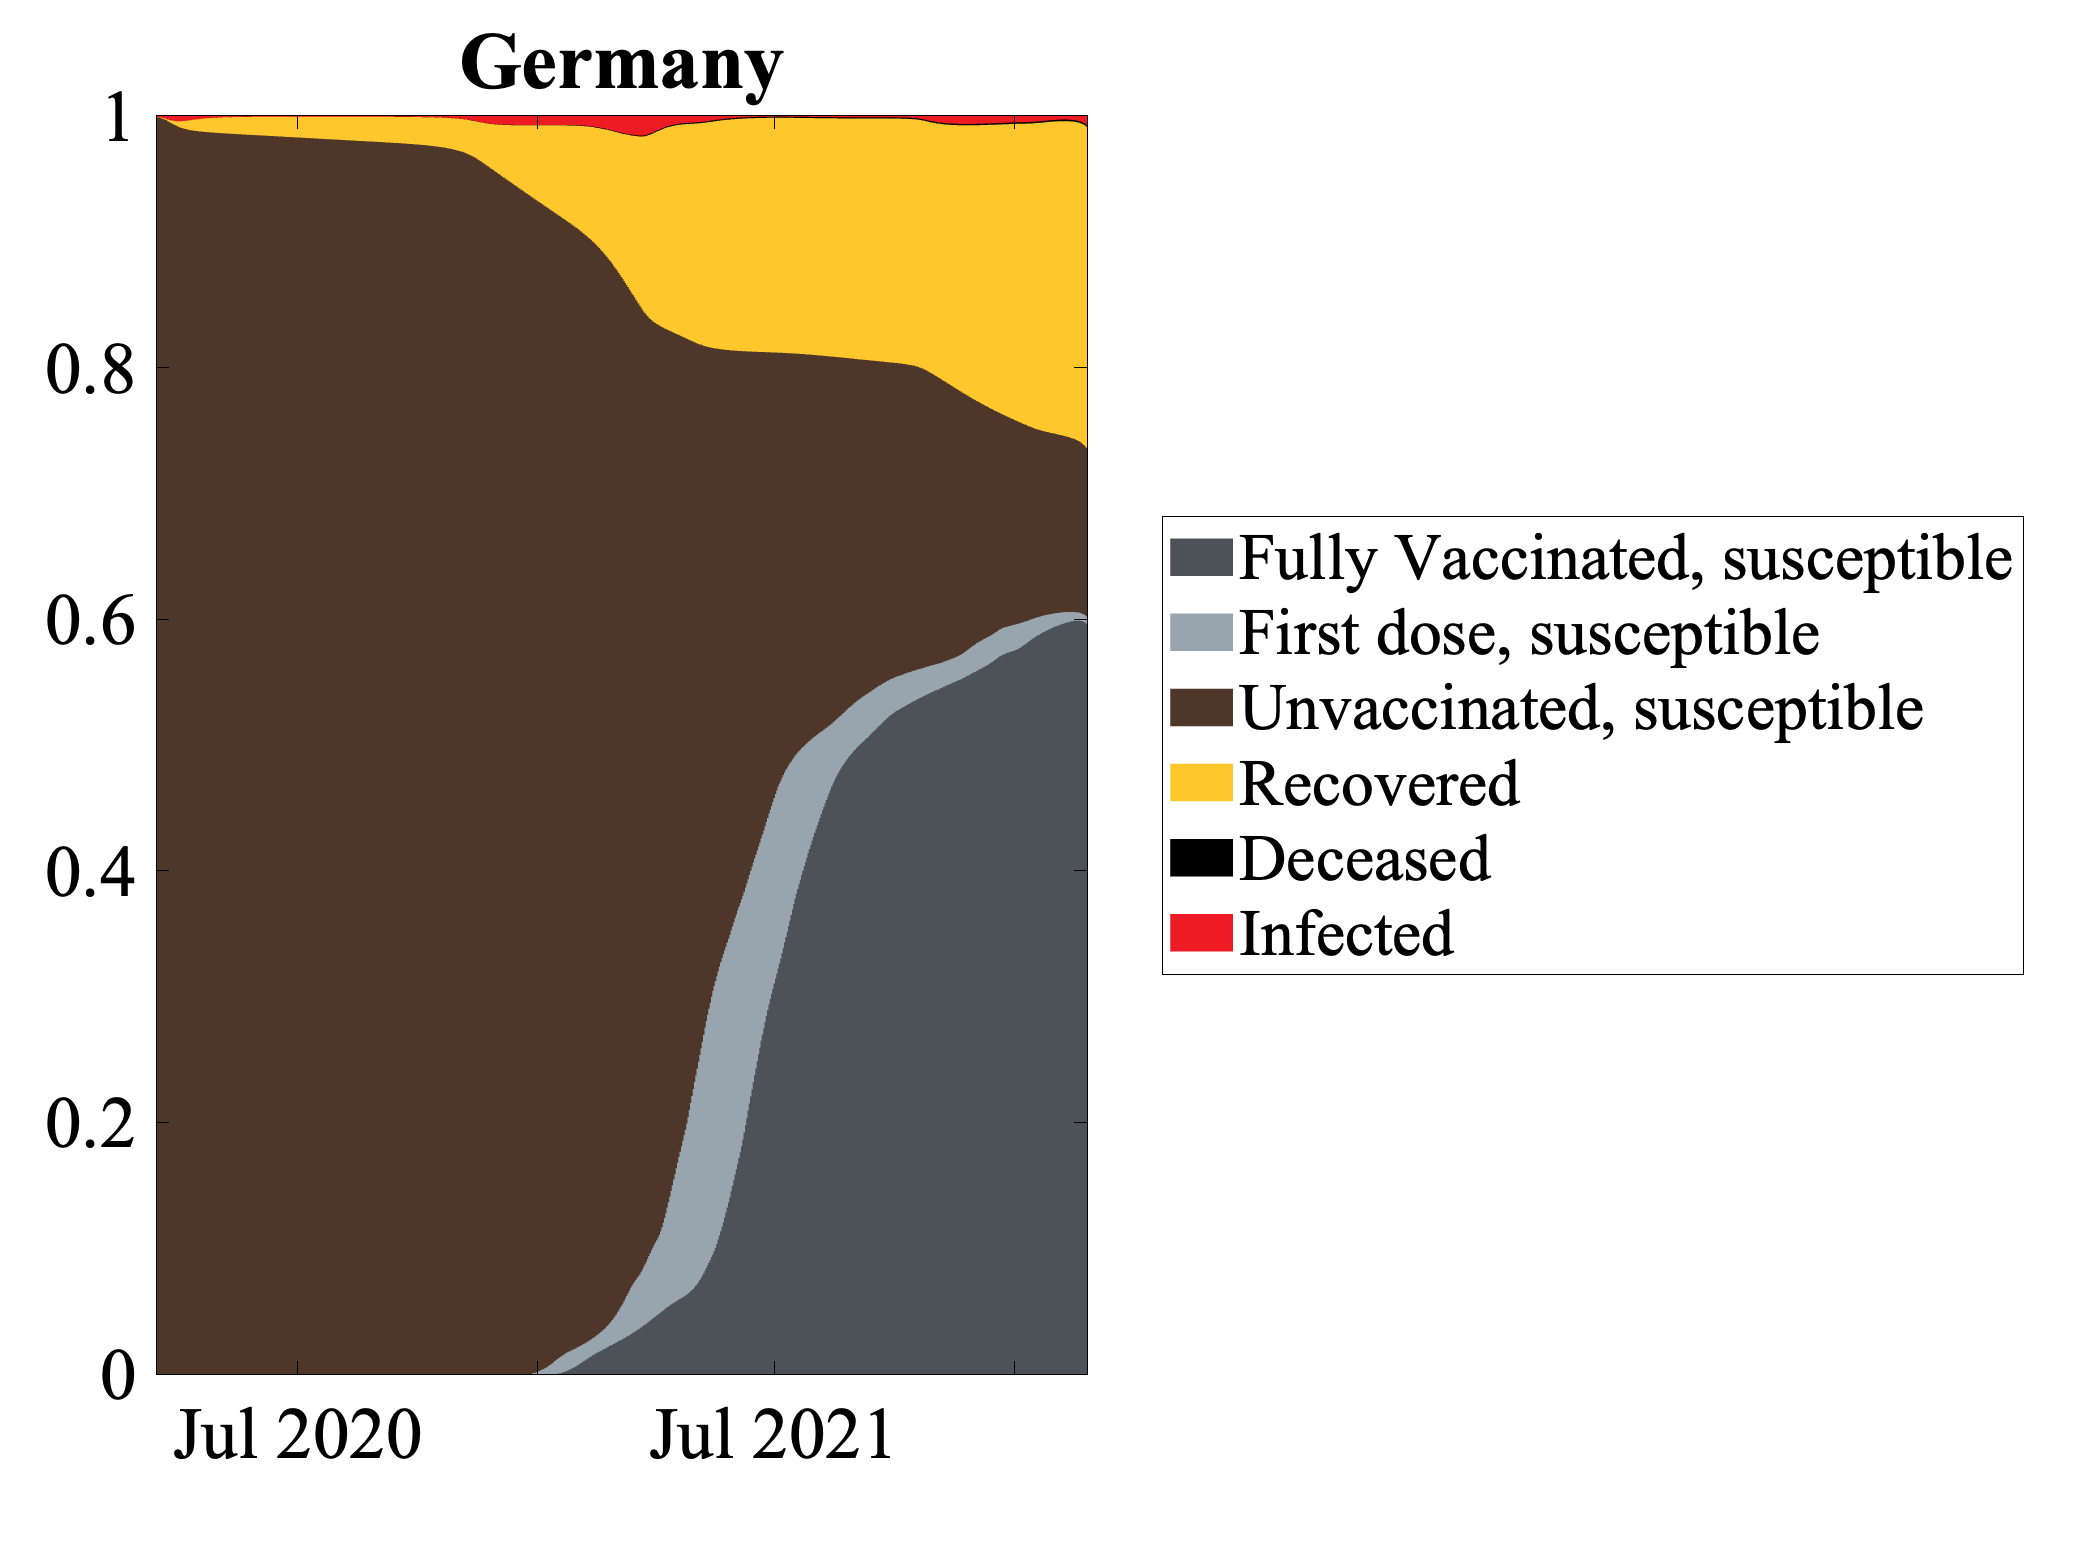 Germany
1
0.8
0.6
0.4
0.2
0
Jul 2020
Jul 2021
Fully Vaccinated, susceptible
First dose, susceptible
Unvaccinated, susceptible
Recovered
Deceased
Infected